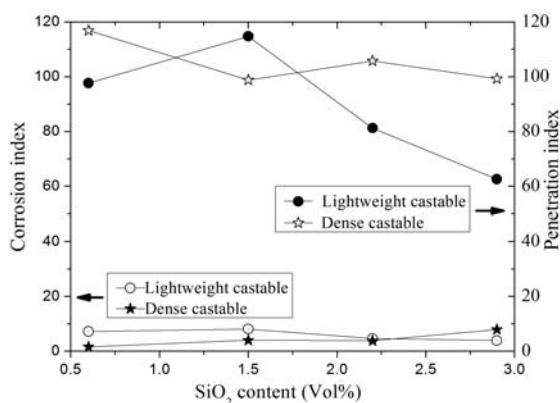 120
100
80
60
40
20
0
Corrosion index
120
100
80
60
40
20
0
Penetration index
Lightweight castable
Dense castable
Lightweight castable
Dense castable
0.5 1.0 1.5 2.0 2.5 3.0
SiO₂ content (Vol%)